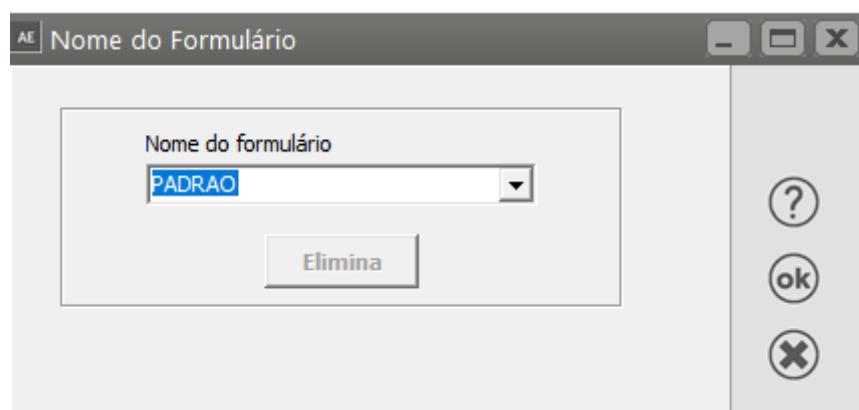 AE Nome do Formulário
Nome do formulário
PADRAO
Elimina
?
ok